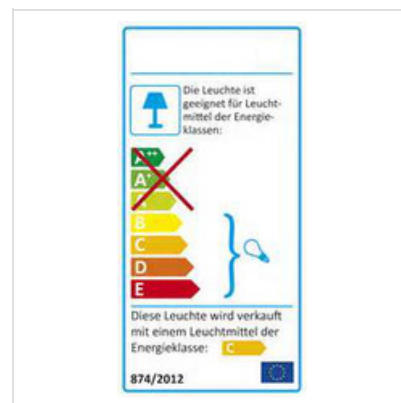 Die Leuchte ist
geeignet für Leucht-
mittel der Energie-
klassen:
A++
A+
A
B
C
D
E
Diese Leuchte wird verkauft
mit einem Leuchtmittel der
Energieklasse: C
874/2012